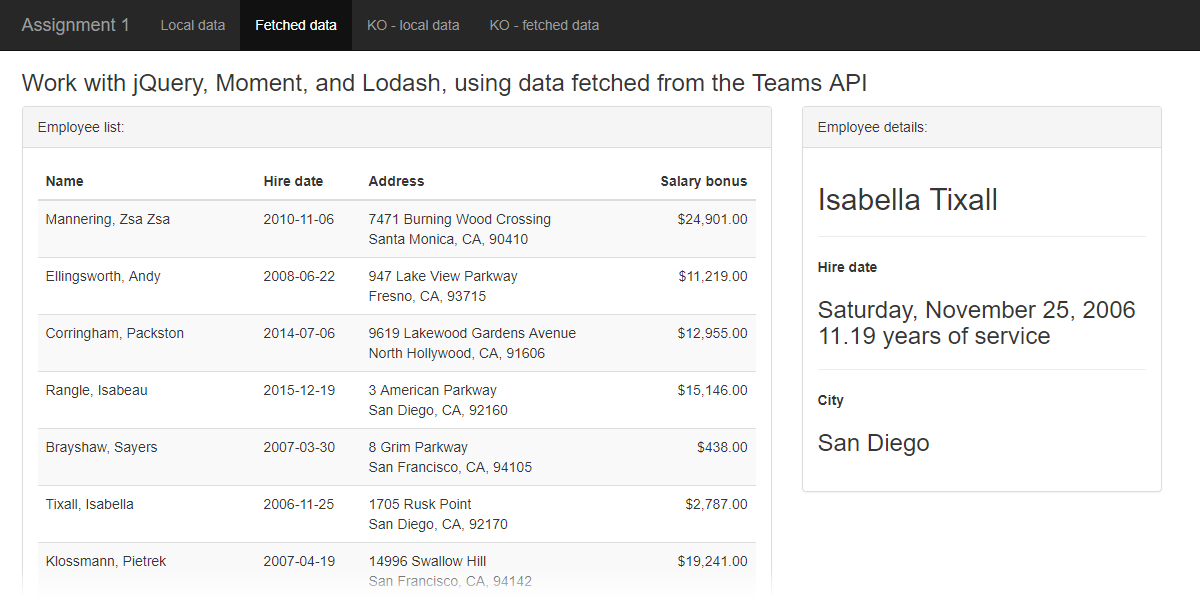 Assignment 1 Local data Fetched data KO - local data KO - fetched data
Work with jQuery, Moment, and Lodash, using data fetched from the Teams API
Employee list:
Name Hire date Address Salary bonus
Mannering, Zsa Zsa 2010-11-06 7471 Burning Wood Crossing $24,901.00
Santa Monica, CA, 90410
Ellingsworth, Andy 2008-06-22 947 Lake View Parkway $11,219.00
Fresno, CA, 93715
Corringham, Packston 2014-07-06 9619 Lakewood Gardens Avenue $12,955.00
North Hollywood, CA, 91606
Rangle, Isabeau 2015-12-19 3 American Parkway $15,146.00
San Diego, CA, 92160
Brayshaw, Sayers 2007-03-30 8 Grim Parkway $438.00
San Francisco, CA, 94105
Tixall, Isabella 2006-11-25 1705 Rusk Point $2,787.00
San Diego, CA, 92170
Klossmann, Pietrek 2007-04-19 14996 Swallow Hill $19,241.00
San Francisco, CA, 94142
Employee details:
Isabella Tixall
Hire date
Saturday, November 25, 2006
11.19 years of service
City
San Diego